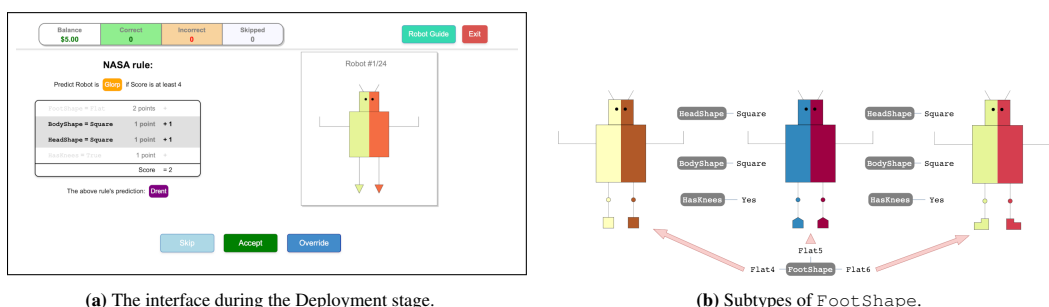 Balance Correct Incorrect Skipped
$5.00 0 0 0
Robot Guide Exit
NASA rule:
Predict Robot is Glorp if Score is at least 4
FootShape = Flat 2 points +
BodyShape = Square 1 point + 1
HeadShape = Square 1 point + 1
HasKnees = True 1 point +
Score = 2
The above rule's prediction: Drent
Robot #1/24
Skip Accept Override
(a) The interface during the Deployment stage.
HeadShape Square HeadShape Square
BodyShape Square BodyShape Square
HasKnees Yes HasKnees Yes
Flat5
Flat4 FootShape Flat6
(b) Subtypes of FootShape.